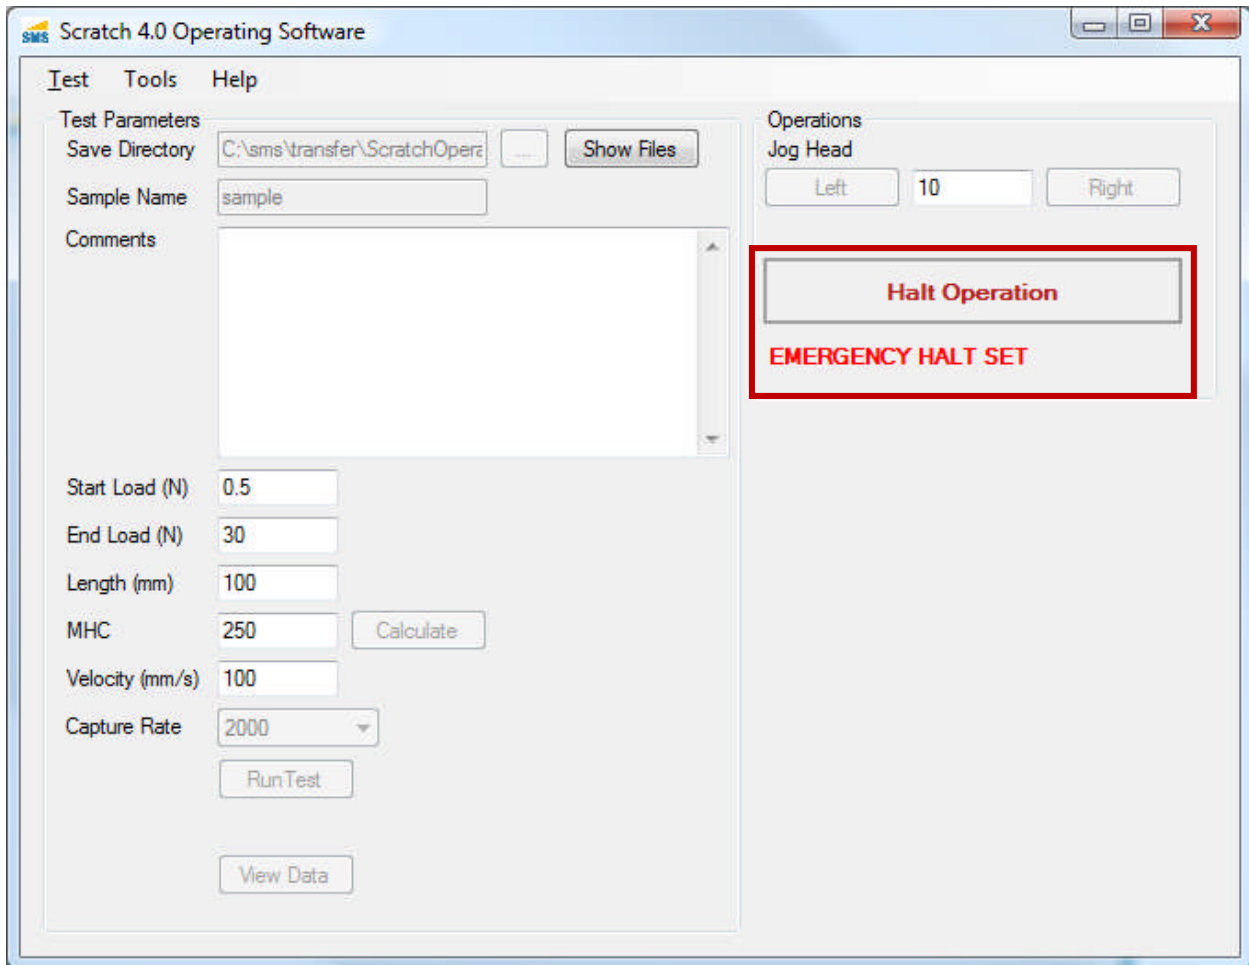 SMS Scratch 4.0 Operating Software
Test Tools Help
Test Parameters
Save Directory C:\sms\transfer\ScratchOpera ... Show Files
Sample Name sample
Comments
Start Load (N) 0.5
End Load (N) 30
Length (mm) 100
MHC 250 Calculate
Velocity (mm/s) 100
Capture Rate 2000
RunTest
View Data
Operations
Jog Head
Left 10 Right
Halt Operation
EMERGENCY HALT SET